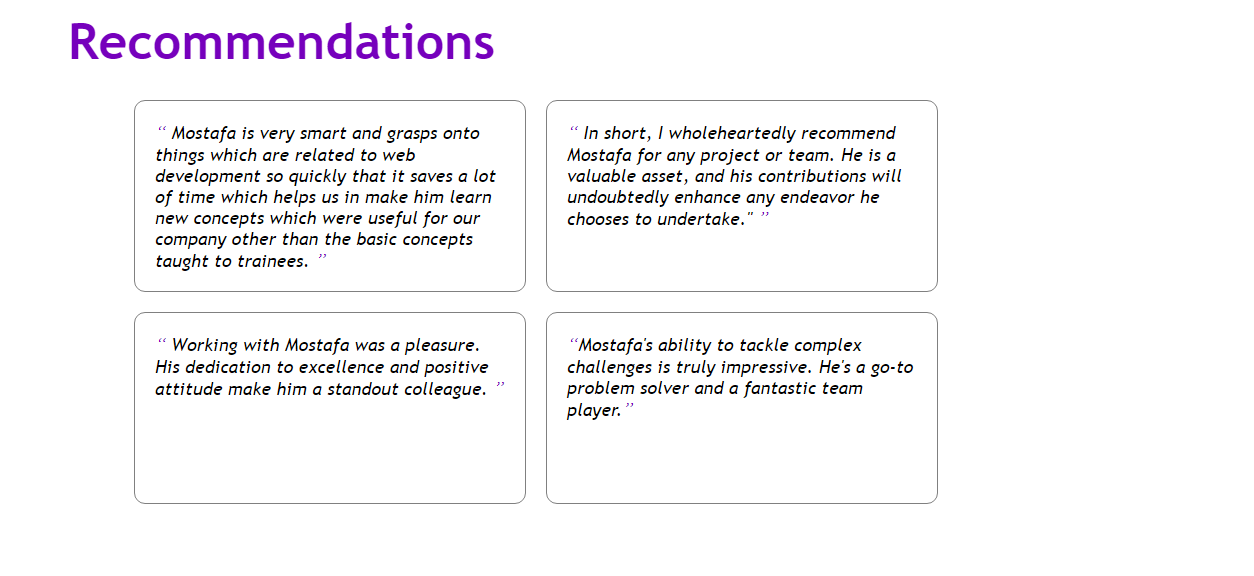 Recommendations
“ Mostafa is very smart and grasps onto
things which are related to web
development so quickly that it saves a lot
of time which helps us in make him learn
new concepts which were useful for our
company other than the basic concepts
taught to trainees. ”
“ In short, I wholeheartedly recommend
Mostafa for any project or team. He is a
valuable asset, and his contributions will
undoubtedly enhance any endeavor he
chooses to undertake." ”
“ Working with Mostafa was a pleasure.
His dedication to excellence and positive
attitude make him a standout colleague. ”
“Mostafa's ability to tackle complex
challenges is truly impressive. He's a go-to
problem solver and a fantastic team
player.”